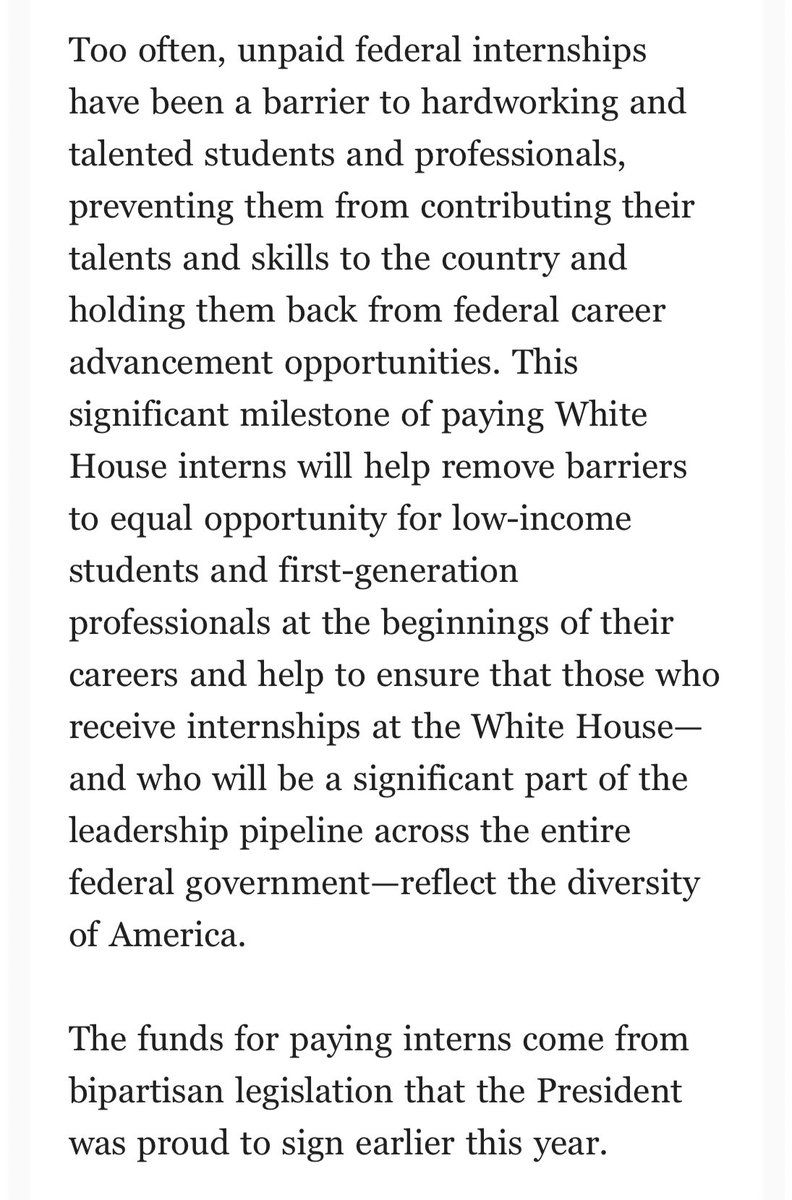 Too often, unpaid federal internships
have been a barrier to hardworking and
talented students and professionals,
preventing them from contributing their
talents and skills to the country and
holding them back from federal career
advancement opportunities. This
significant milestone of paying White
House interns will help remove barriers
to equal opportunity for low-income
students and first-generation
professionals at the beginnings of their
careers and help to ensure that those who
receive internships at the White House—
and who will be a significant part of the
leadership pipeline across the entire
federal government—reflect the diversity
of America.
The funds for paying interns come from
bipartisan legislation that the President
was proud to sign earlier this year.